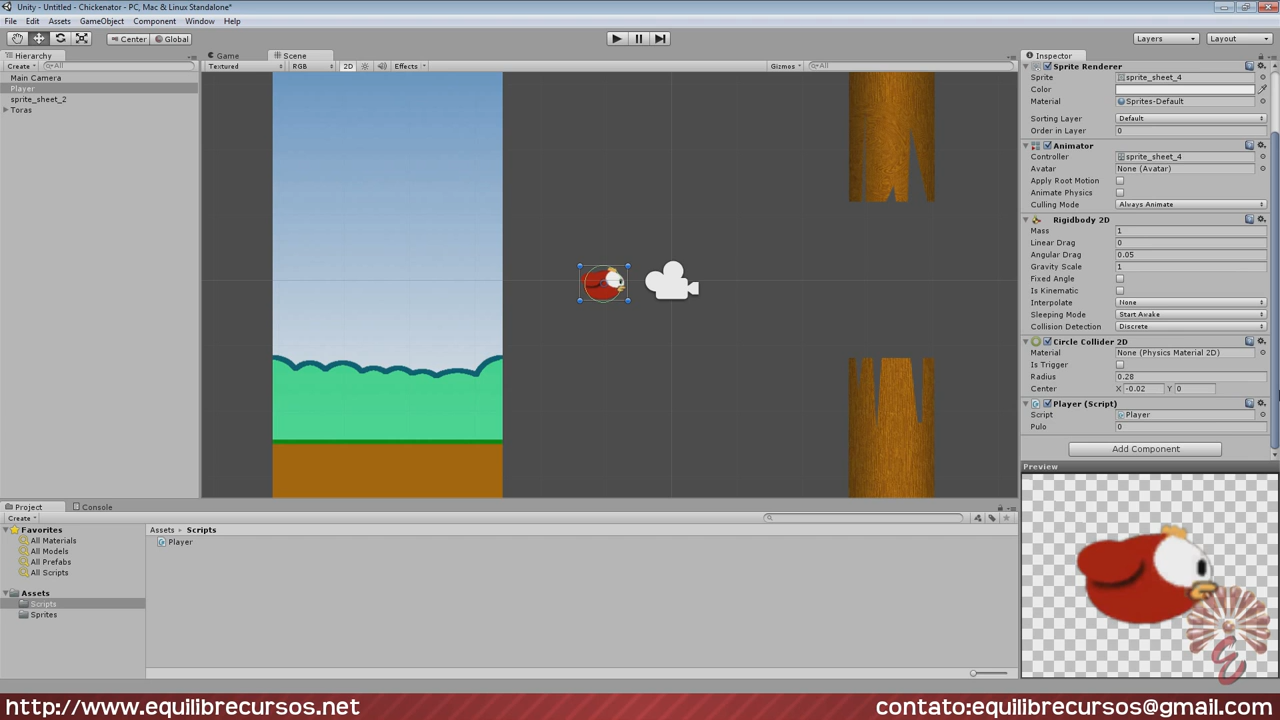 Unity - Untitled - Chickenator - PC, Mac & Linux Standalone*
File Edit Assets GameObject Component Window Help
Center Global Layers Layout
Hierarchy
Create All
Main Camera
Player
sprite_sheet_2
Toras
Game Scene
Textured RGB 2D Effects Gizmos All
Inspector
Sprite Renderer
Sprite sprite_sheet_4
Color
Material Sprites-Default
Sorting Layer Default
Order in Layer 0
Animator
Controller sprite_sheet_4
Avatar None (Avatar)
Apply Root Motion
Animate Physics
Culling Mode Always Animate
Rigidbody 2D
Mass 1
Linear Drag 0
Angular Drag 0.05
Gravity Scale 1
Fixed Angle
Is Kinematic
Interpolate None
Sleeping Mode Start Awake
Collision Detection Discrete
Circle Collider 2D
Material None (Physics Material 2D)
Is Trigger
Radius 0.28
Center X -0.02 Y 0
Player (Script)
Script Player
Pulo 0
Add Component
Preview
Project Console
Create
Favorites
All Materials
All Models
All Prefabs
All Scripts
Assets
Scripts
Sprites
Assets Scripts
Player
http://www.equilibrecursos.net contato:equilibrecursos@gmail.com